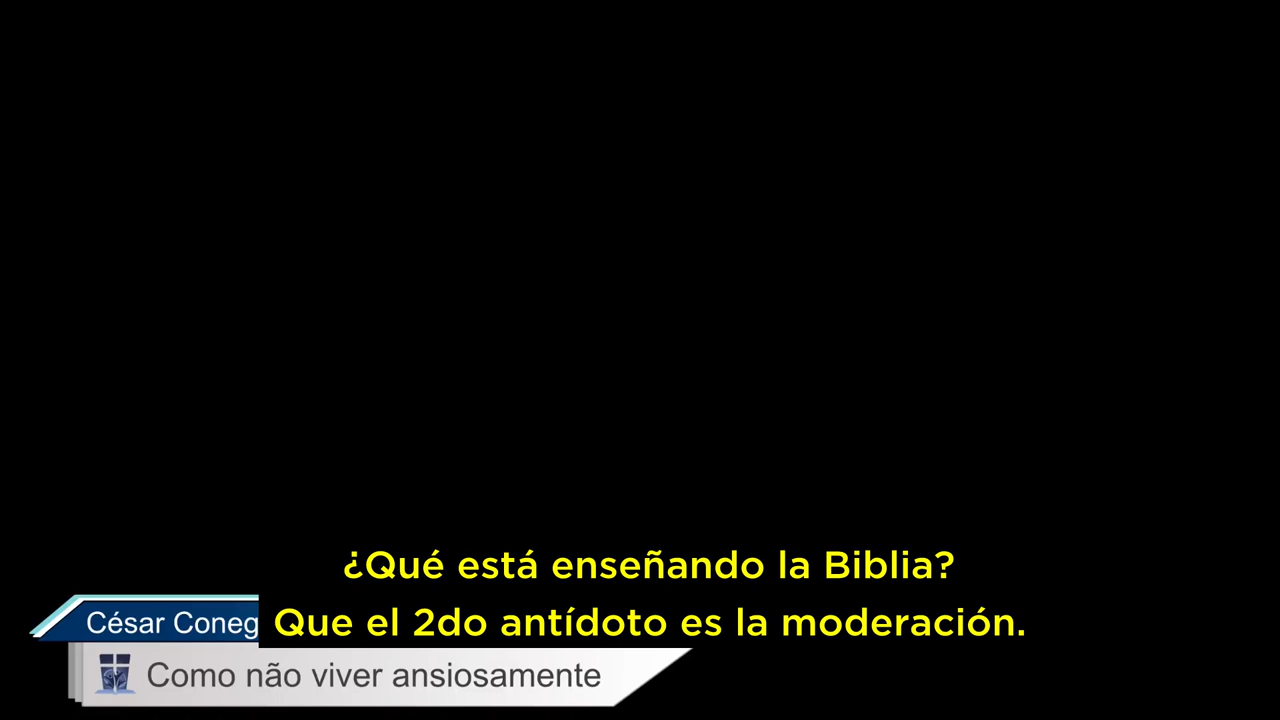 ¿Qué está enseñando la Biblia?
Que el 2do antídoto es la moderación.
César Coneg
Como não viver ansiosamente